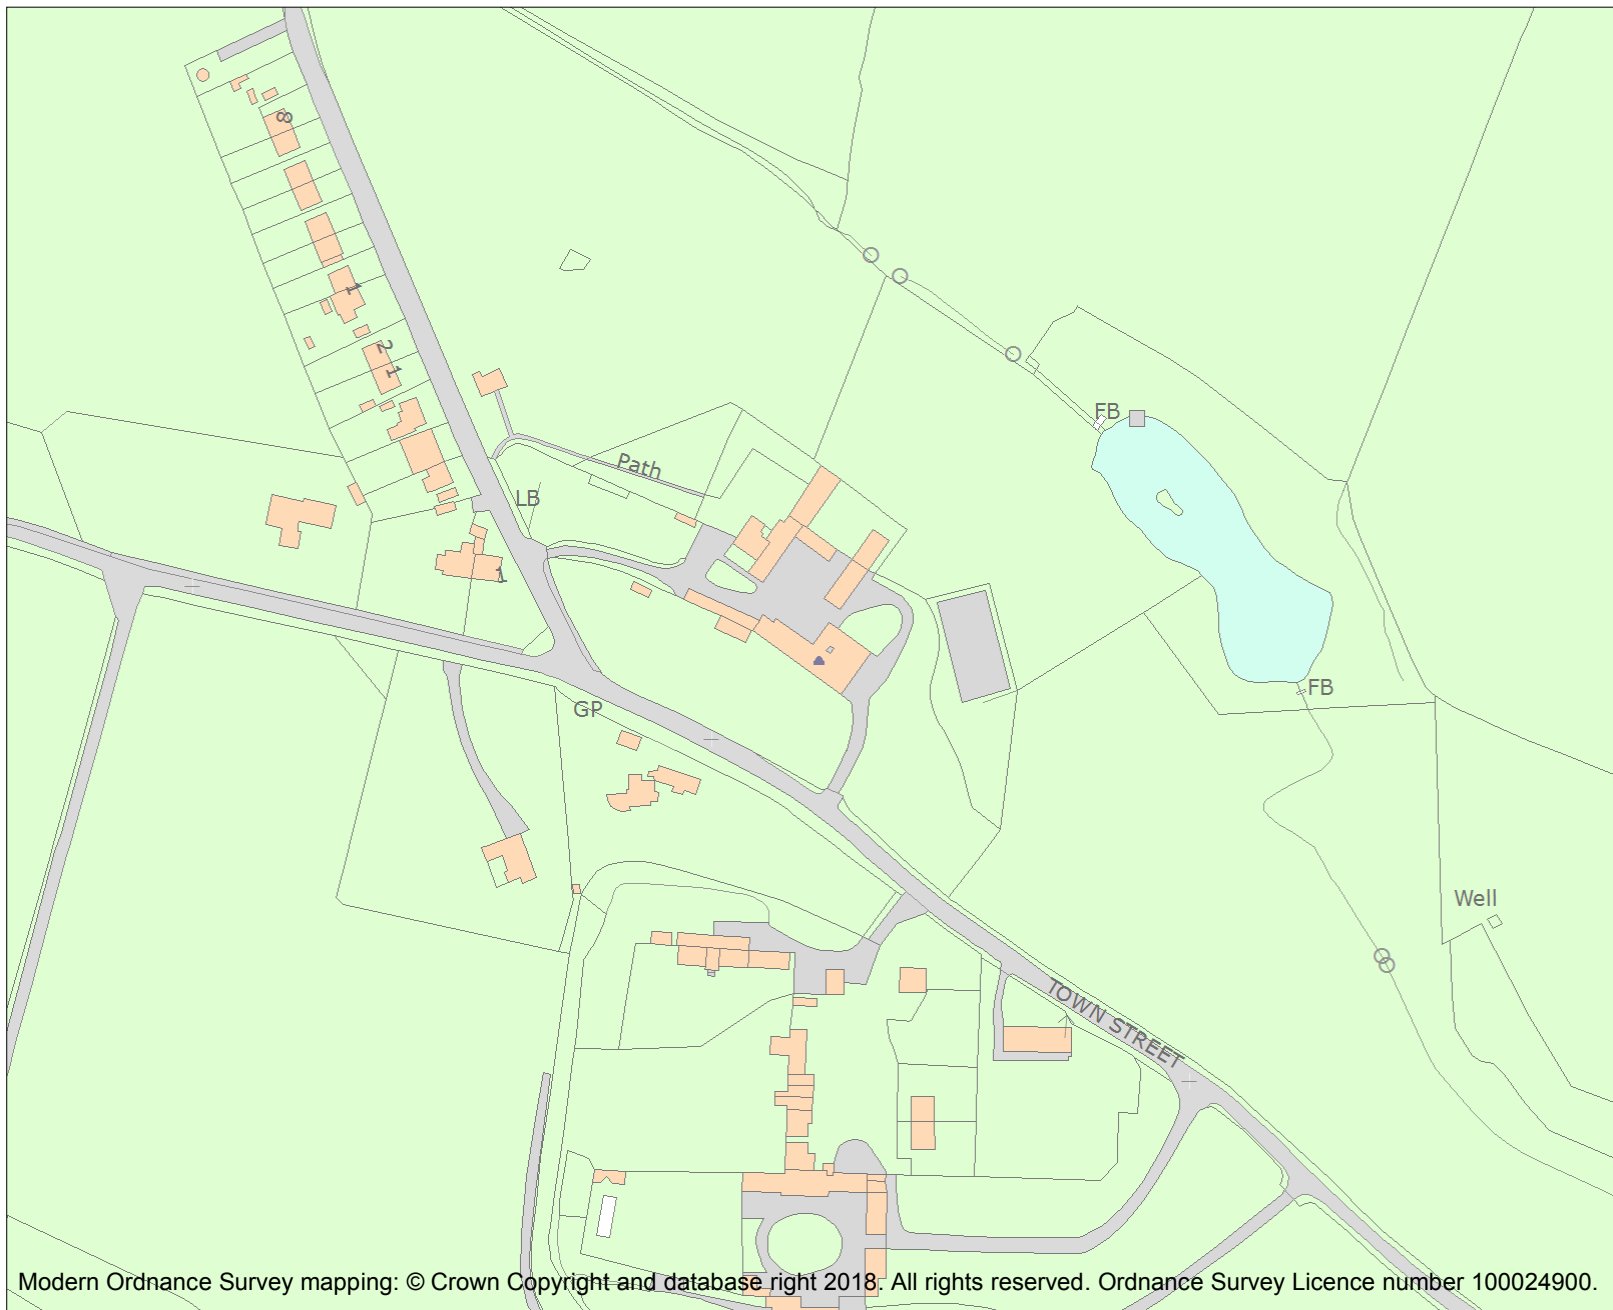 8
1
2
1
FB
Path
LB
1
FB
GP
Well
TOWN STREET
Modern Ordnance Survey mapping: © Crown Copyright and database right 2018. All rights reserved. Ordnance Survey Licence number 100024900.